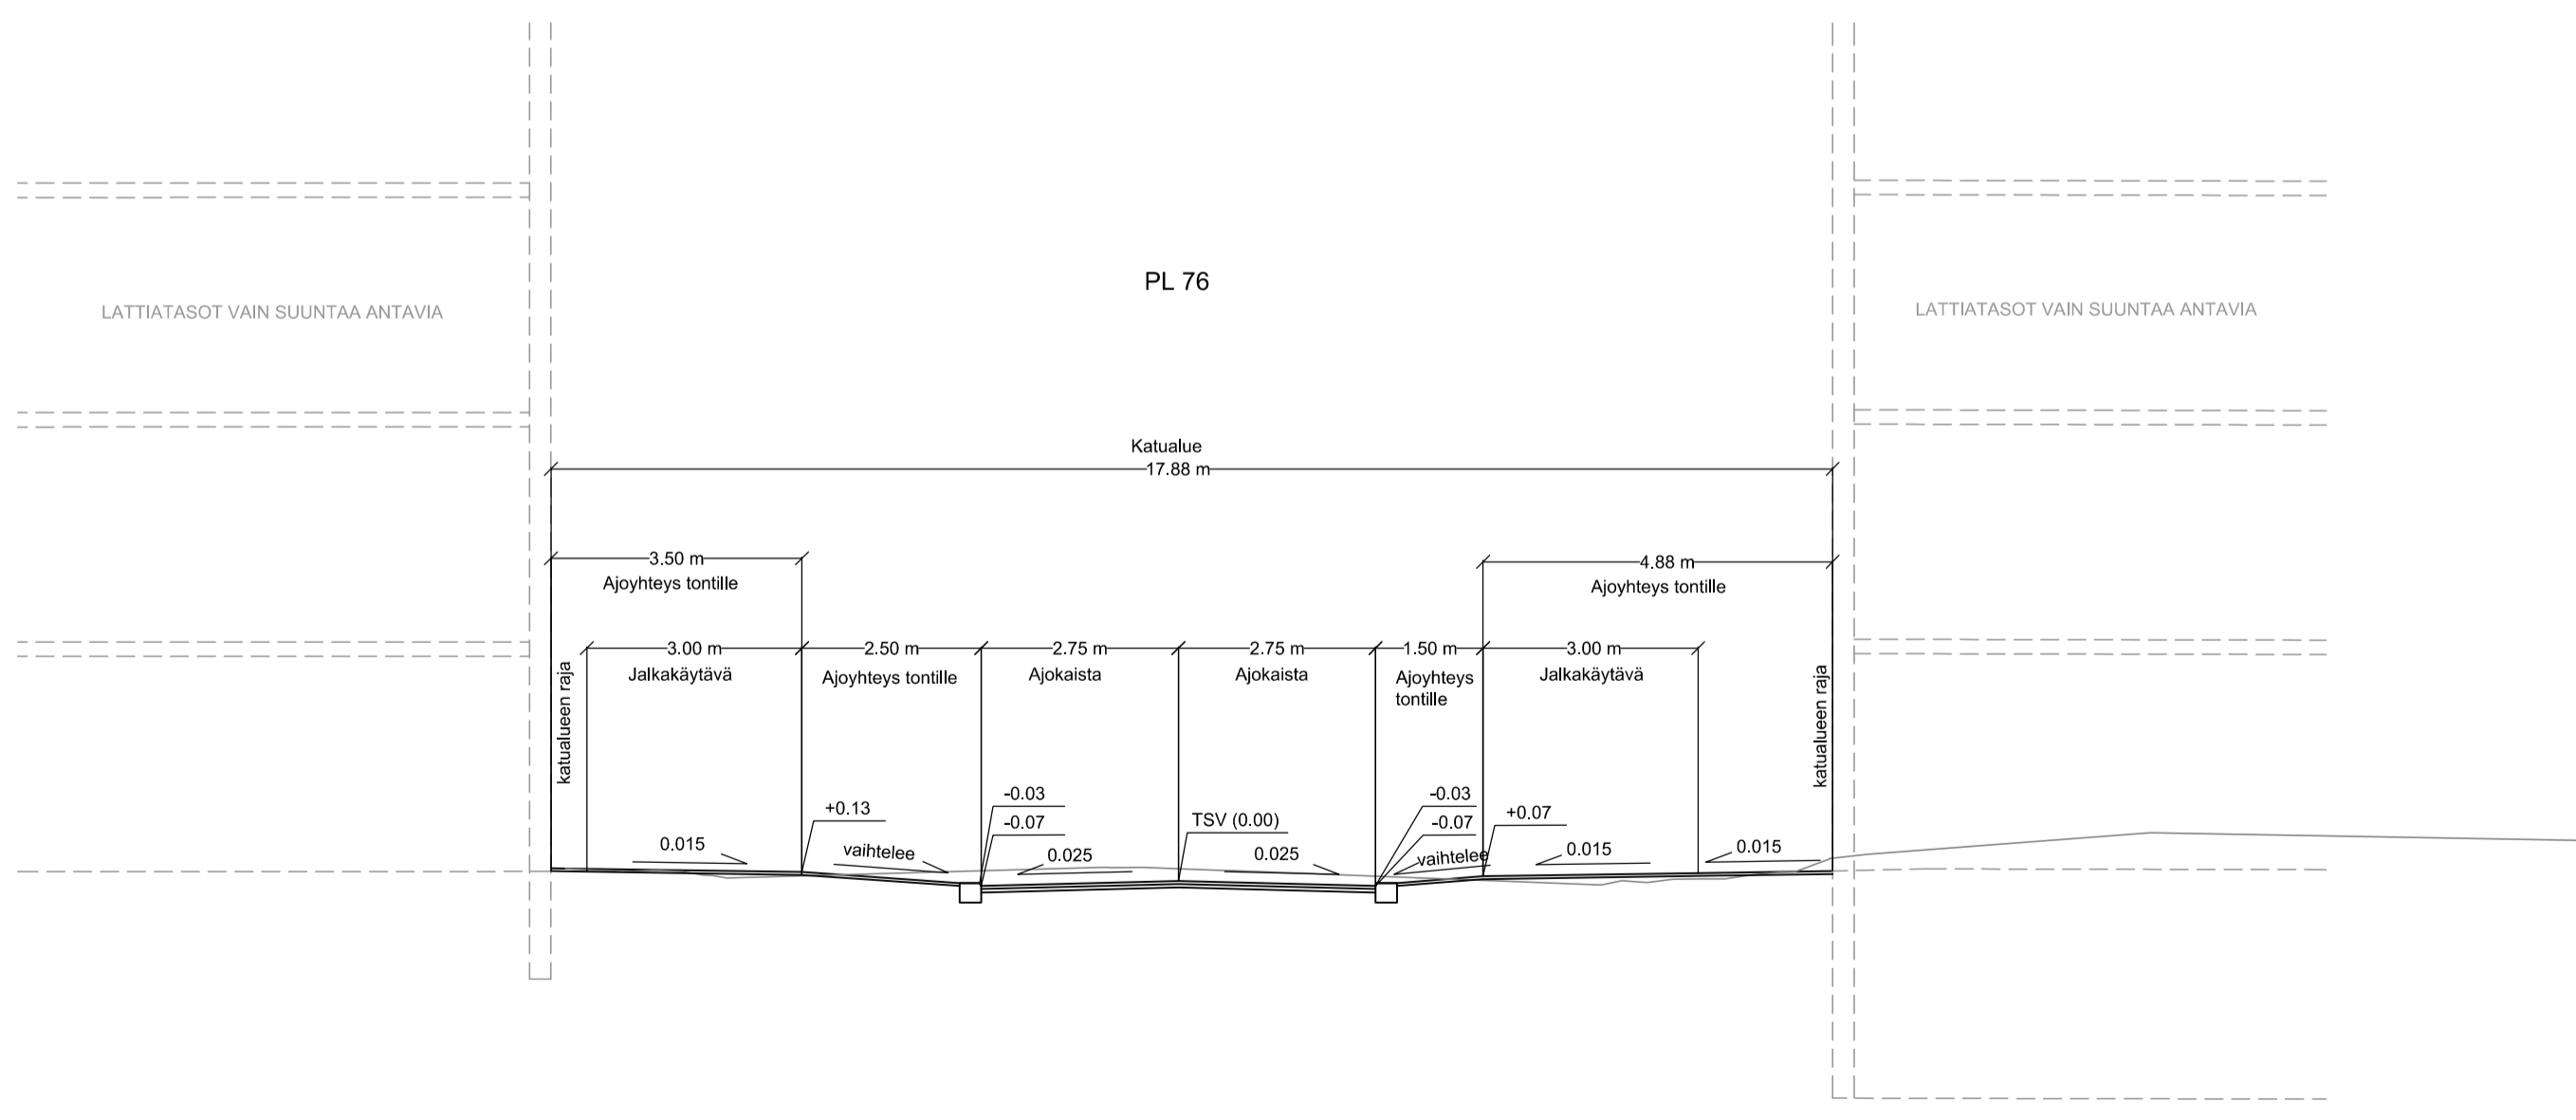 PL 76
LATTIATASOT VAIN SUUNTAA ANTAVIA
LATTIATASOT VAIN SUUNTAA ANTAVIA
Katualue
17.88 m
3.50 m
Ajoyhteys tontille
4.88 m
Ajoyhteys tontille
3.00 m
Jalkakäytävä
2.50 m
Ajoyhteys tontille
2.75 m
Ajokaista
2.75 m
Ajokaista
1.50 m
Ajoyhteys
tontille
3.00 m
Jalkakäytävä
katualueen raja
katualueen raja
0.015
+0.13
vaihtelee
-0.03
-0.07
0.025
TSV (0.00)
0.025
-0.03
-0.07
vaihtelee
+0.07
0.015
0.015